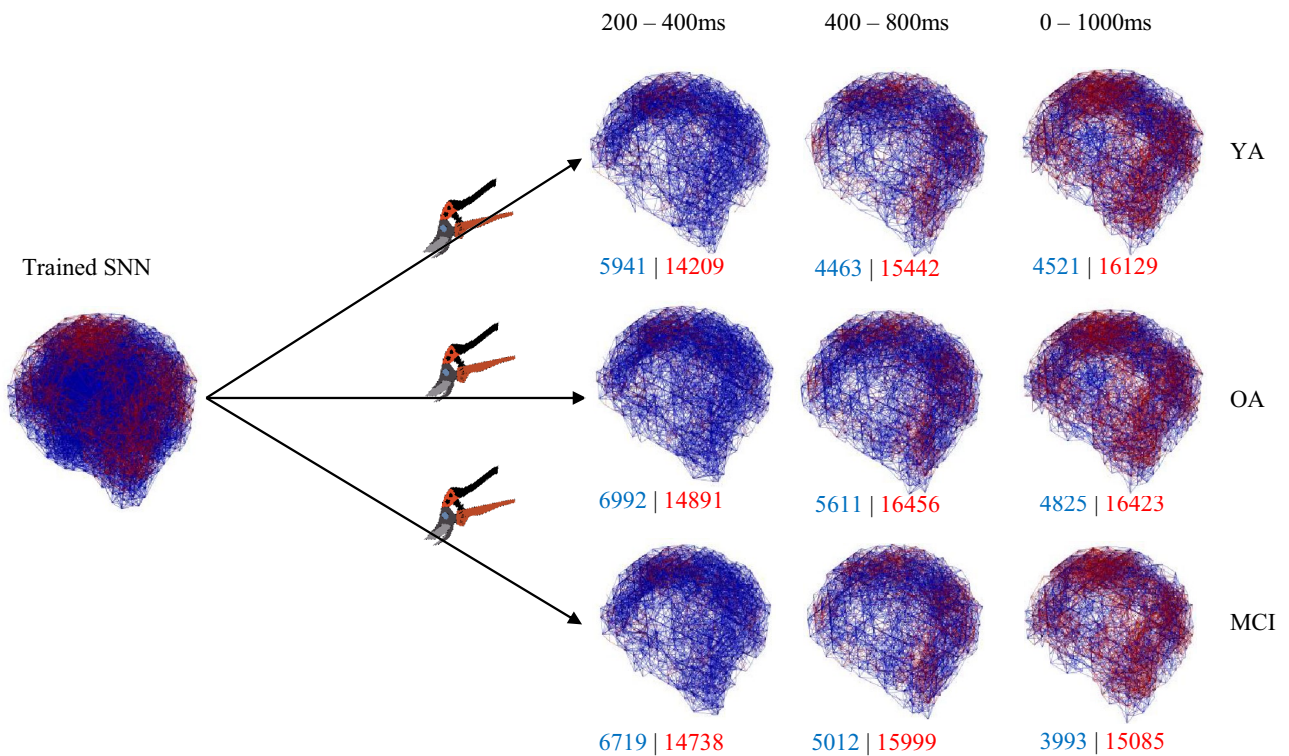 200 – 400ms 400 – 800ms 0 – 1000ms
YA
5941 | 14209 4463 | 15442 4521 | 16129
Trained SNN
OA
6992 | 14891 5611 | 16456 4825 | 16423
MCI
6719 | 14738 5012 | 15999 3993 | 15085